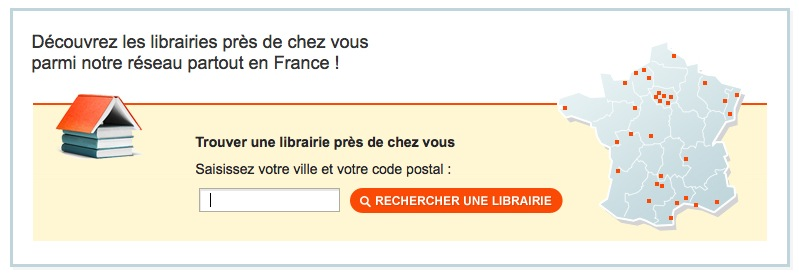 Découvrez les librairies près de chez vous
parmi notre réseau partout en France !
Trouver une librairie près de chez vous
Saisissez votre ville et votre code postal :
RECHERCHER UNE LIBRAIRIE